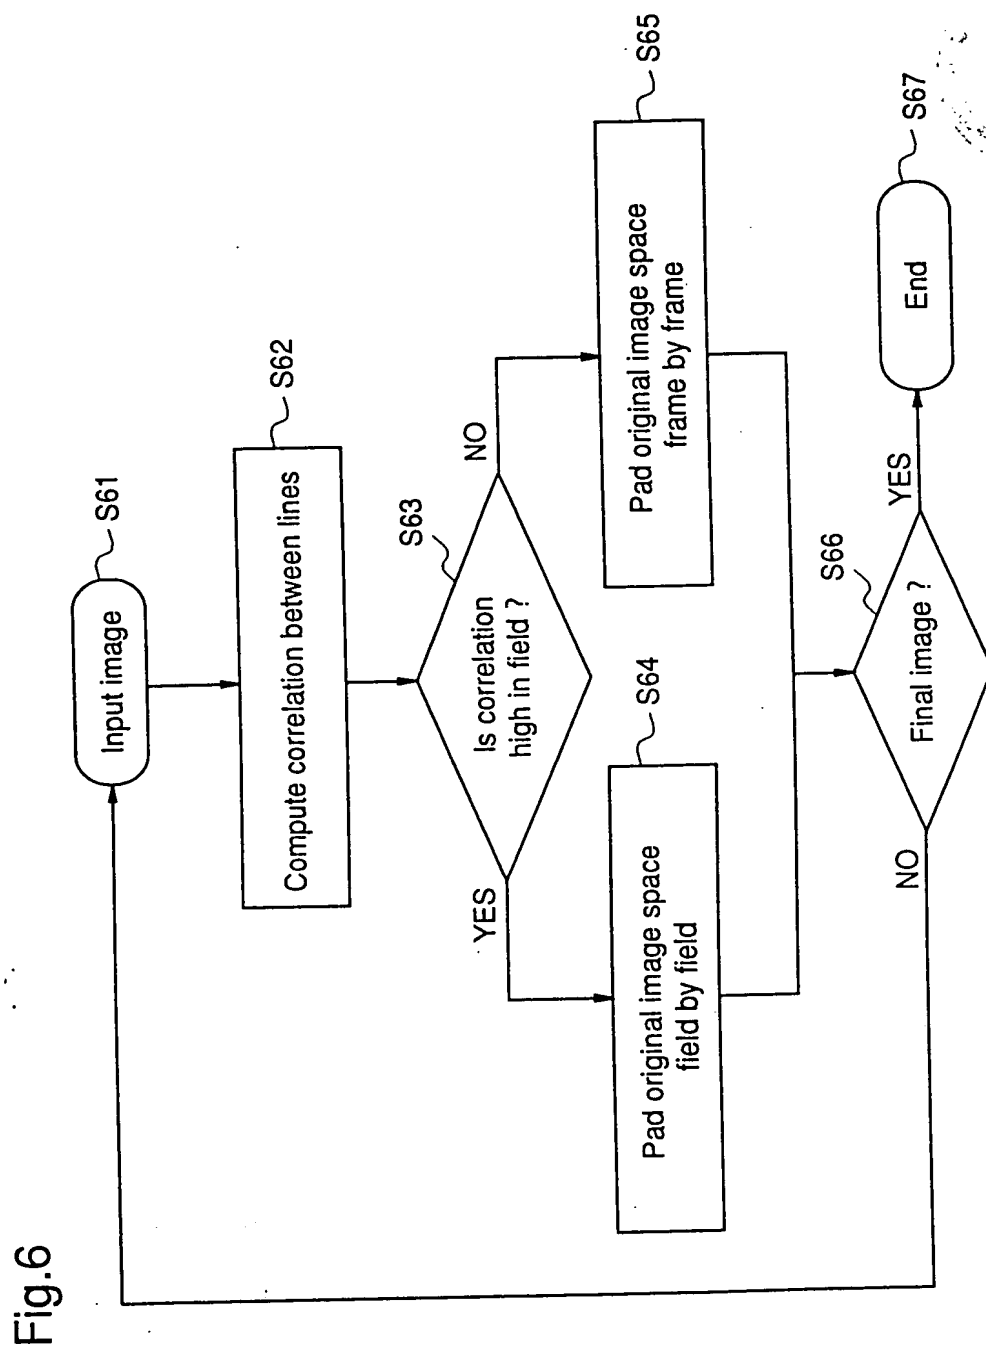 Fig.6
Input image
S61
Compute correlation between lines
S62
Is correlation
high in field ?
S63
YES
NO
Pad original image space
field by field
S64
Pad original image space
frame by frame
S65
Final image ?
S66
NO
YES
End
S67